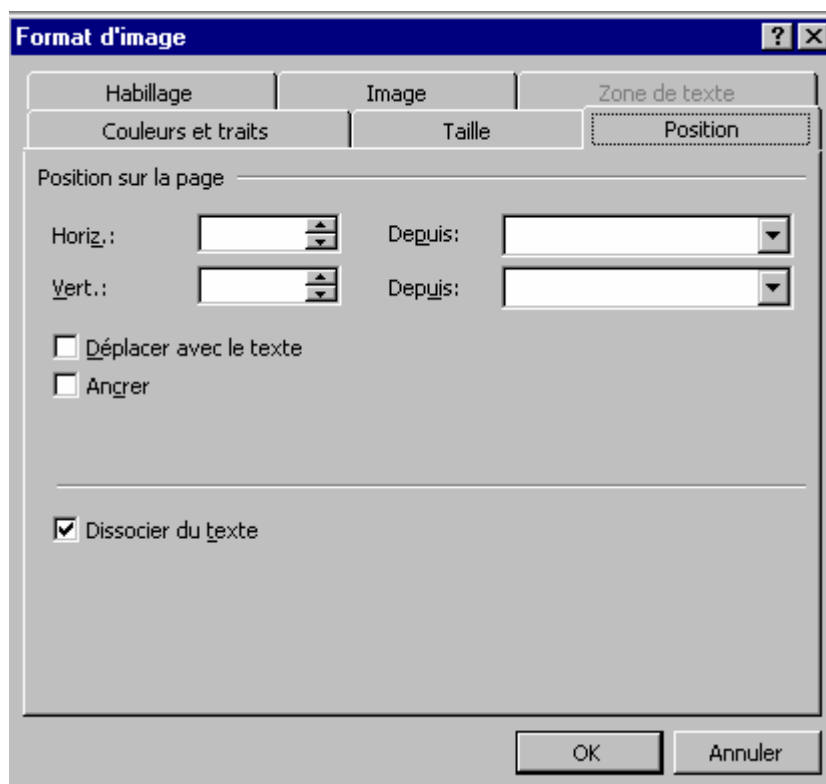 Format d'image
Habillage Image Zone de texte
Couleurs et traits Taille Position
Position sur la page
Horiz.: Depuis:
Vert.: Depuis:
Déplacer avec le texte
Ancrer
Dissocier du texte
OK Annuler